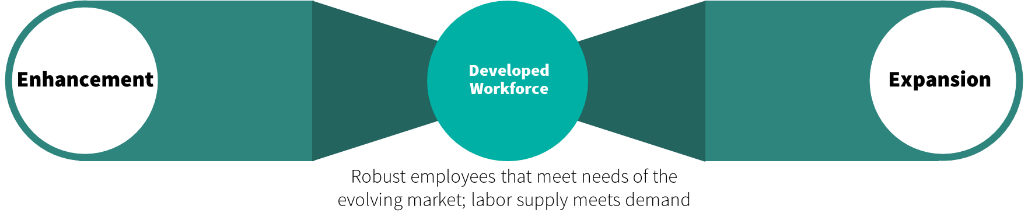 Enhancement
Developed
Workforce
Expansion
Robust employees that meet needs of the
evolving market; labor supply meets demand